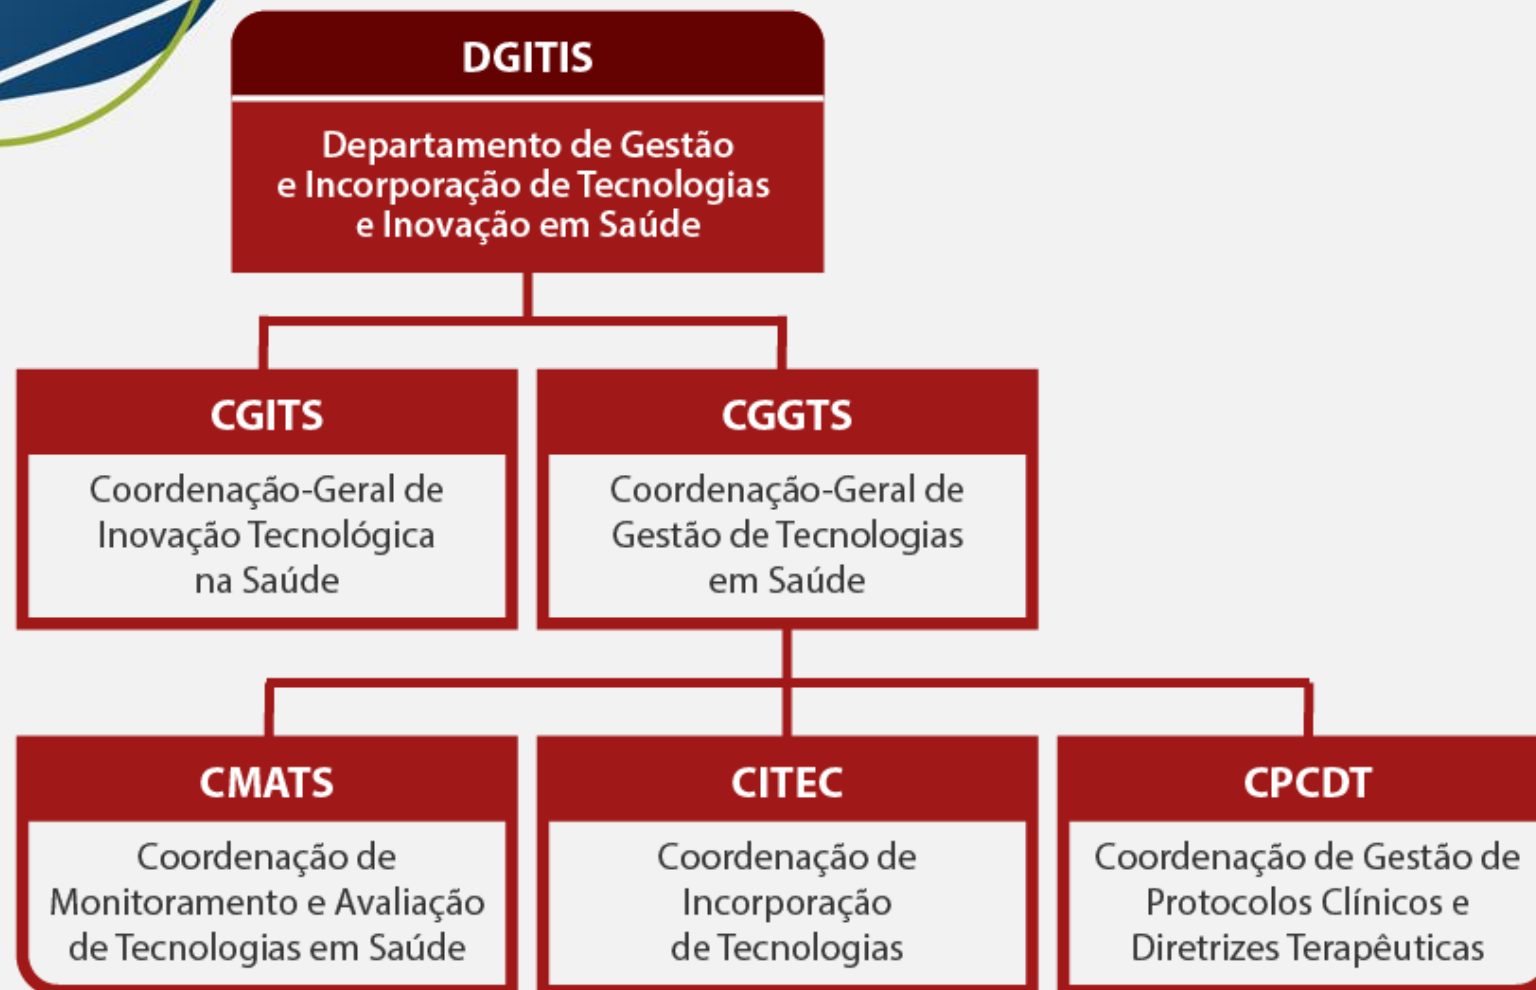 DGITIS
Departamento de Gestão
e Incorporação de Tecnologias
e Inovação em Saúde
CGITS
Coordenação-Geral de
Inovação Tecnológica
na Saúde
CGGTS
Coordenação-Geral de
Gestão de Tecnologias
em Saúde
CMATS
Coordenação de
Monitoramento e Avaliação
de Tecnologias em Saúde
CITEC
Coordenação de
Incorporação
de Tecnologias
CPCDT
Coordenação de Gestão de
Protocolos Clínicos e
Diretrizes Terapêuticas